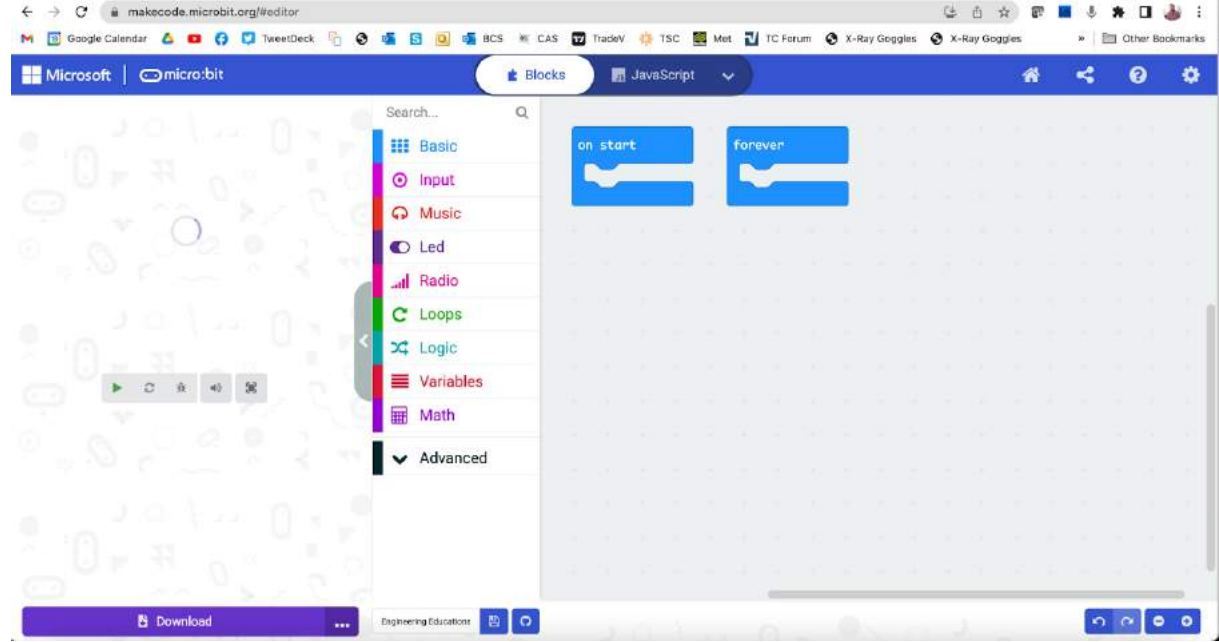 makecode.microbit.org/#editor
Google Calendar TweetDeck BCS CAS TradeV TSC Met TC Forum X-Ray Goggles X-Ray Goggles » Other Bookmarks
Microsoft micro:bit Blocks JavaScript
Search...
Basic
Input
Music
Led
Radio
Loops
Logic
Variables
Math
Advanced
on start
forever
Download ... Engineering Educations